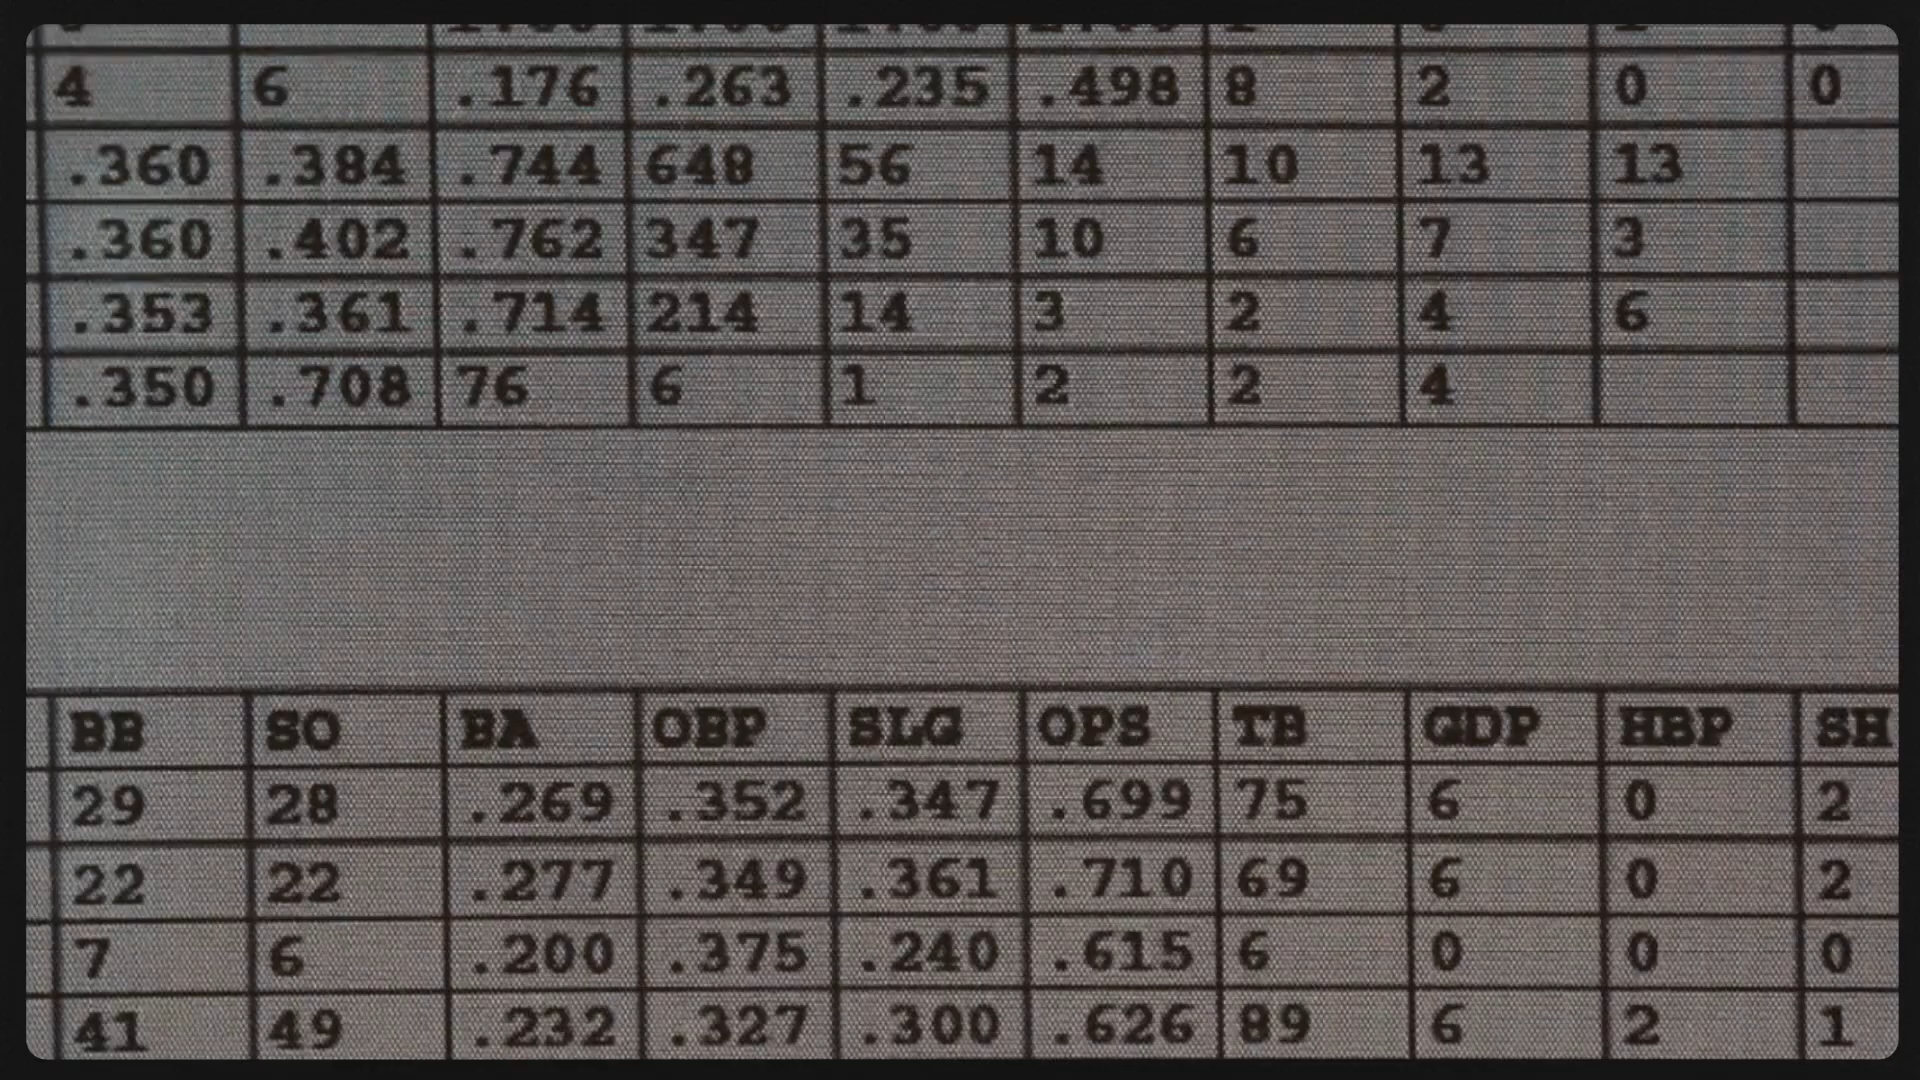 4 6 .176 .263 .235 .498 8 2 0 0
.360 .384 .744 648 56 14 10 13 13
.360 .402 .762 347 35 10 6 7 3
.353 .361 .714 214 14 3 2 4 6
.350 .708 76 6 1 2 2 4
BB SO BA OBP SLG OPS TB GDP HBP SH
29 28 .269 .352 .347 .699 75 6 0 2
22 22 .277 .349 .361 .710 69 6 0 2
7 6 .200 .375 .240 .615 6 0 0 0
41 49 .232 .327 .300 .626 89 6 2 1